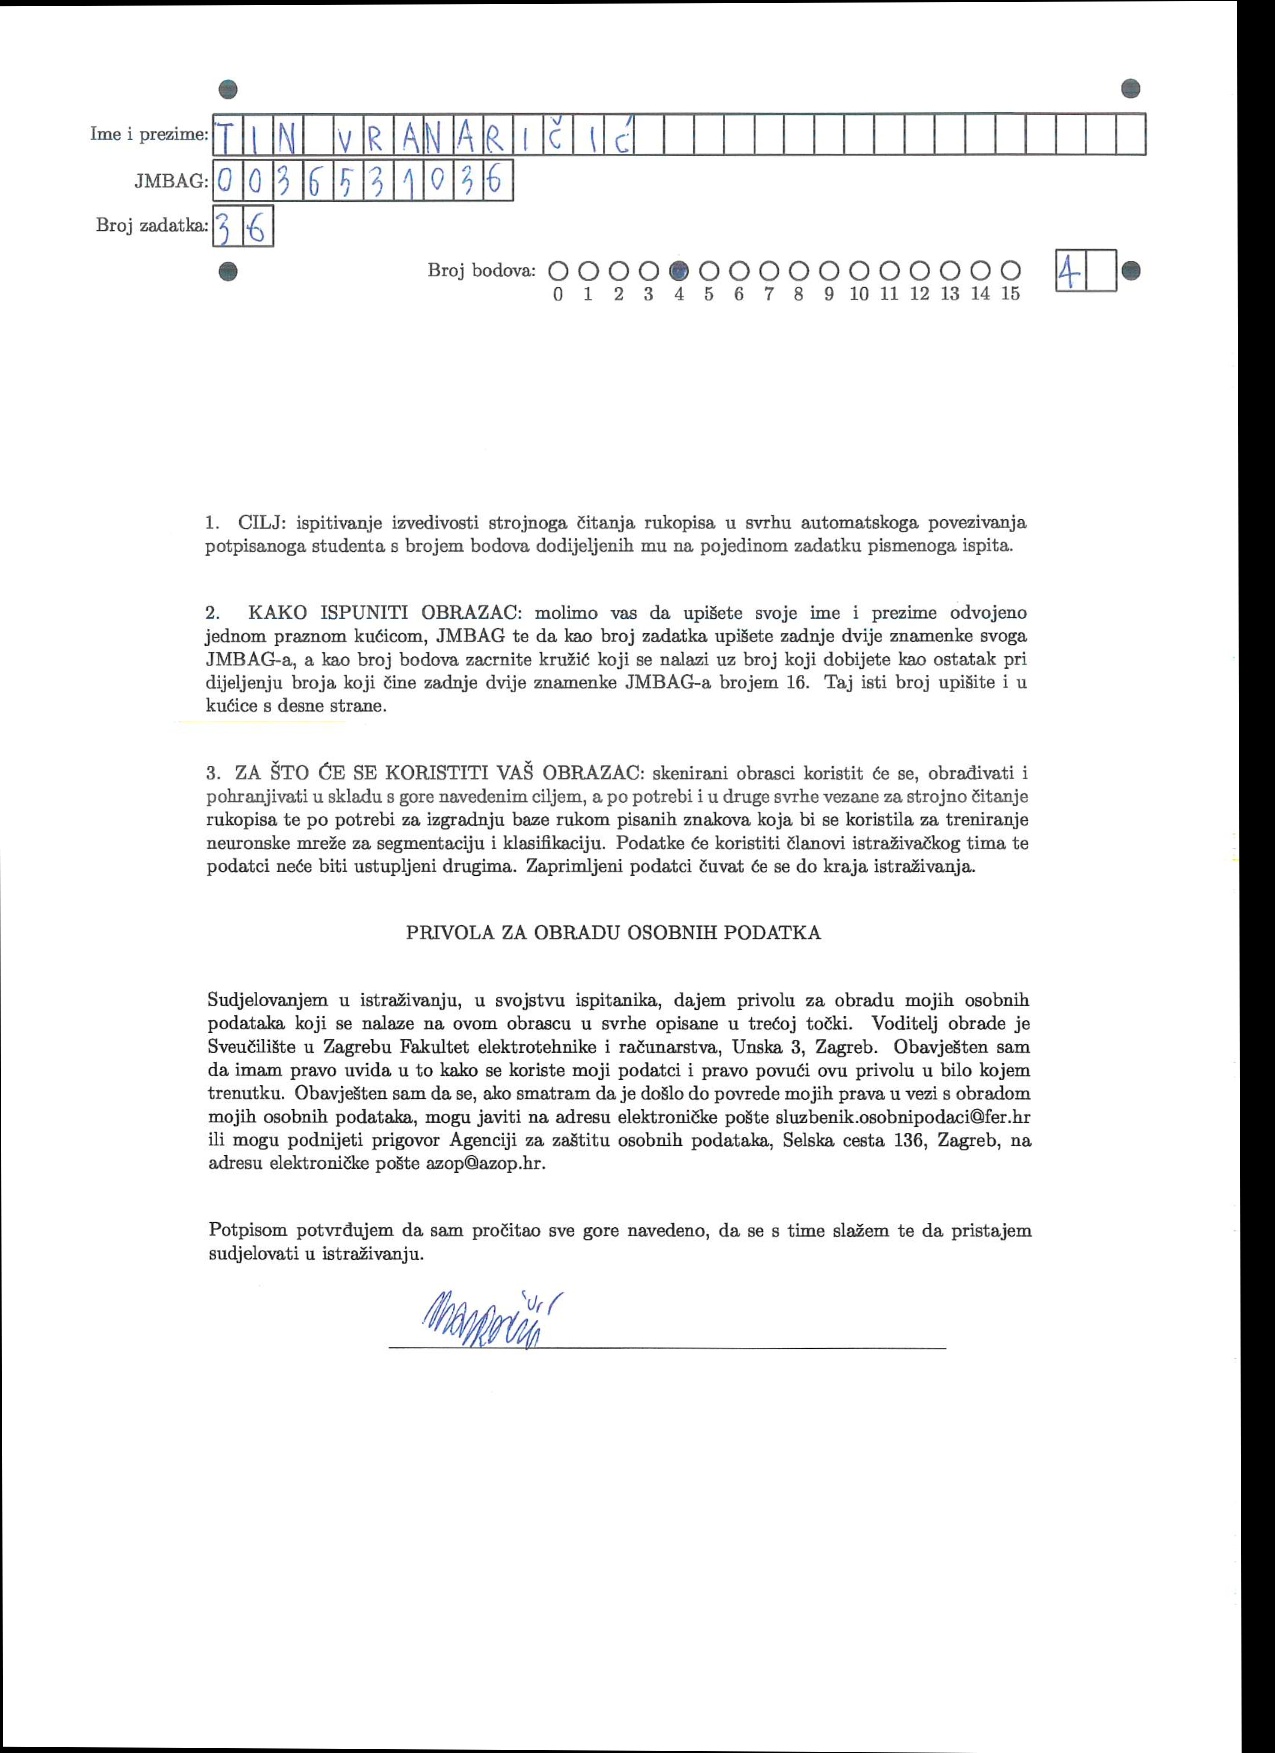 Ime i prezime: TIN VRANARIČIĆ
JMBAG: 0036531036
Broj zadatka: 36
Broj bodova: 4
0 1 2 3 4 5 6 7 8 9 10 11 12 13 14 15
1. CILJ: ispitivanje izvedivosti strojnoga čitanja rukopisa u svrhu automatskoga povezivanja
potpisanoga studenta s brojem bodova dodijeljenih mu na pojedinom zadatku pismenoga ispita.
2. KAKO ISPUNITI OBRAZAC: molimo vas da upišete svoje ime i prezime odvojeno
jednom praznom kućicom, JMBAG te da kao broj zadatka upišete zadnje dvije znamenke svoga
JMBAG-a, a kao broj bodova zacrnite kružić koji se nalazi uz broj koji dobijete kao ostatak pri
dijeljenju broja koji čine zadnje dvije znamenke JMBAG-a brojem 16. Taj isti broj upišite i u
kućice s desne strane.
3. ZA ŠTO ĆE SE KORISTITI VAŠ OBRAZAC: skenirani obrasci koristit će se, obrađivati i
pohranjivati u skladu s gore navedenim ciljem, a po potrebi i u druge svrhe vezane za strojno čitanje
rukopisa te po potrebi za izgradnju baze rukom pisanih znakova koja bi se koristila za treniranje
neuronske mreže za segmentaciju i klasifikaciju. Podatke će koristiti članovi istraživačkog tima te
podatci neće biti ustupljeni drugima. Zaprimljeni podatci čuvat će se do kraja istraživanja.
PRIVOLA ZA OBRADU OSOBNIH PODATKA
Sudjelovanjem u istraživanju, u svojstvu ispitanika, dajem privolu za obradu mojih osobnih
podataka koji se nalaze na ovom obrascu u svrhe opisane u trećoj točki. Voditelj obrade je
Sveučilište u Zagrebu Fakultet elektrotehnike i računarstva, Unska 3, Zagreb. Obavješten sam
da imam pravo uvida u to kako se koriste moji podatci i pravo povući ovu privolu u bilo kojem
trenutku. Obavješten sam da se, ako smatram da je došlo do povrede mojih prava u vezi s obradom
mojih osobnih podataka, mogu javiti na adresu elektroničke pošte sluzbenik.osobnipodaci@fer.hr
ili mogu podnijeti prigovor Agenciji za zaštitu osobnih podataka, Selska cesta 136, Zagreb, na
adresu elektroničke pošte azop@azop.hr.
Potpisom potvrđujem da sam pročitao sve gore navedeno, da se s time slažem te da pristajem
sudjelovati u istraživanju.